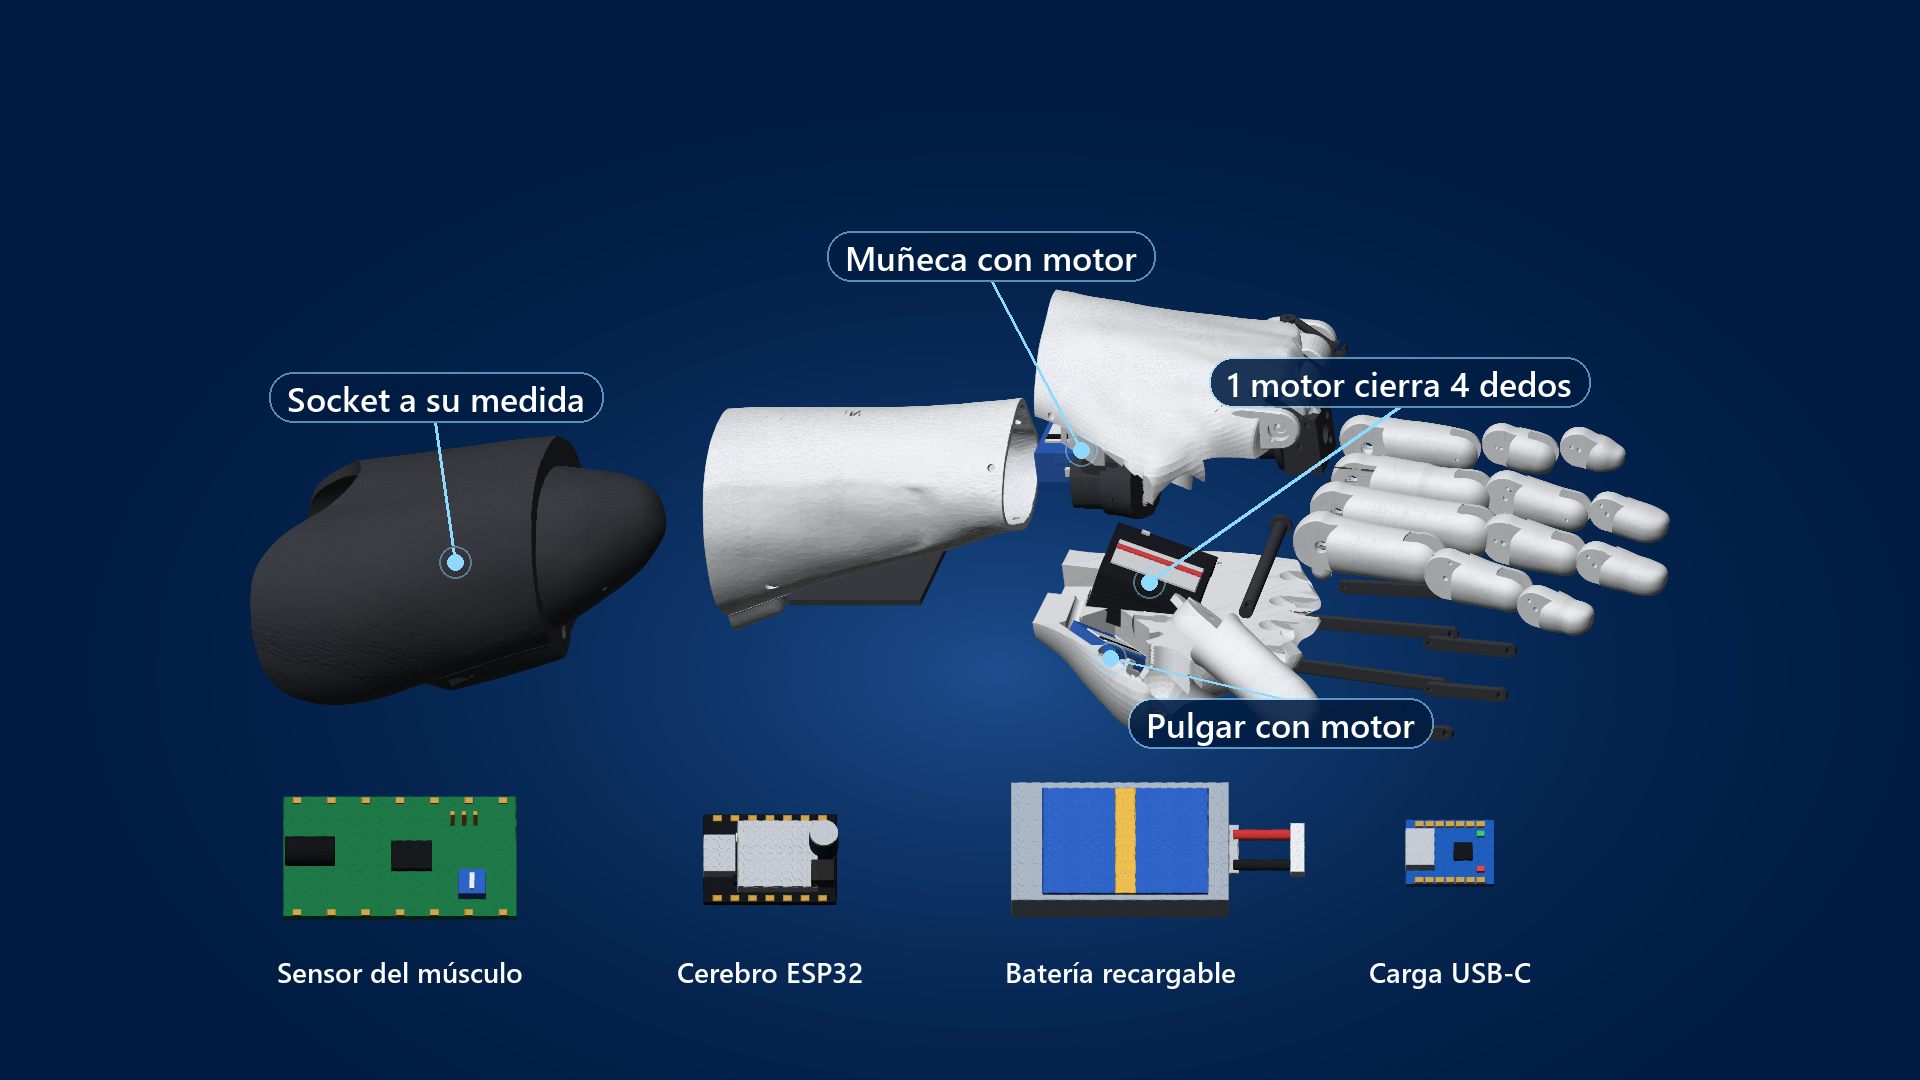 Muñeca con motor
1 motor cierra 4 dedos
Socket a su medida
Pulgar con motor
Sensor del músculo
Cerebro ESP32
Batería recargable
Carga USB-C